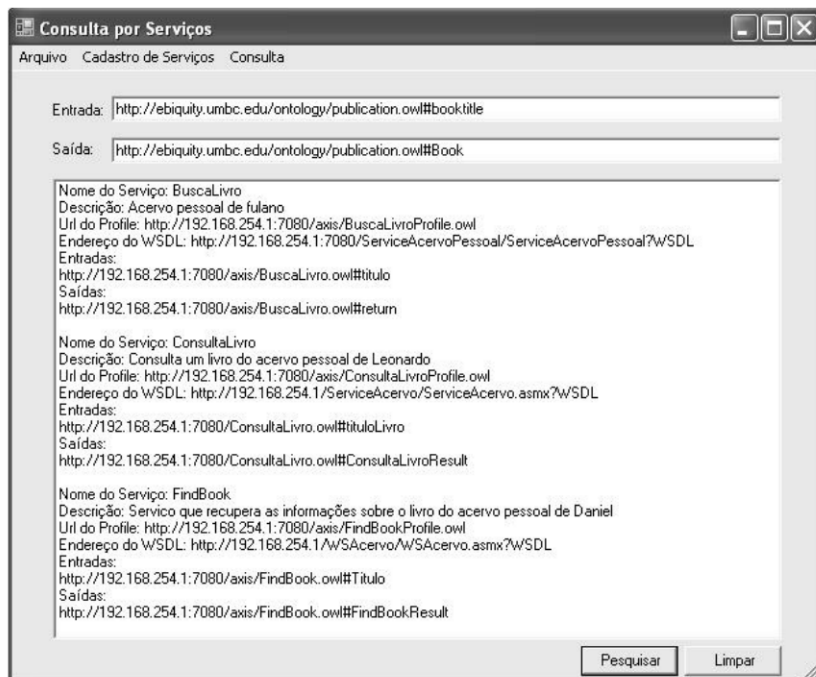 Consulta por Serviços
Arquivo Cadastro de Serviços Consulta
Entrada: http://ebiquity.umbc.edu/ontology/publication.owl#booktitle
Saída: http://ebiquity.umbc.edu/ontology/publication.owl#Book
Nome do Serviço: BuscaLivro
Descrição: Acervo pessoal de fulano
Url do Profile: http://192.168.254.1:7080/axis/BuscaLivroProfile.owl
Endereço do WSDL: http://192.168.254.1:7080/ServiceAcervoPessoal/ServiceAcervoPessoal?WSDL
Entradas:
http://192.168.254.1:7080/axis/BuscaLivro.owl#titulo
Saídas:
http://192.168.254.1:7080/axis/BuscaLivro.owl#return
Nome do Serviço: ConsultaLivro
Descrição: Consulta um livro do acervo pessoal de Leonardo
Url do Profile: http://192.168.254.1:7080/axis/ConsultaLivroProfile.owl
Endereço do WSDL: http://192.168.254.1/ServiceAcervo/ServiceAcervo.asmx?WSDL
Entradas:
http://192.168.254.1:7080/ConsultaLivro.owl#tituloLivro
Saídas:
http://192.168.254.1:7080/ConsultaLivro.owl#ConsultaLivroResult
Nome do Serviço: FindBook
Descrição: Servico que recupera as informações sobre o livro do acervo pessoal de Daniel
Url do Profile: http://192.168.254.1:7080/axis/FindBookProfile.owl
Endereço do WSDL: http://192.168.254.1/WSAcervo/WSAcervo.asmx?WSDL
Entradas:
http://192.168.254.1:7080/axis/FindBook.owl#Titulo
Saídas:
http://192.168.254.1:7080/axis/FindBook.owl#FindBookResult
Pesquisar Limpar